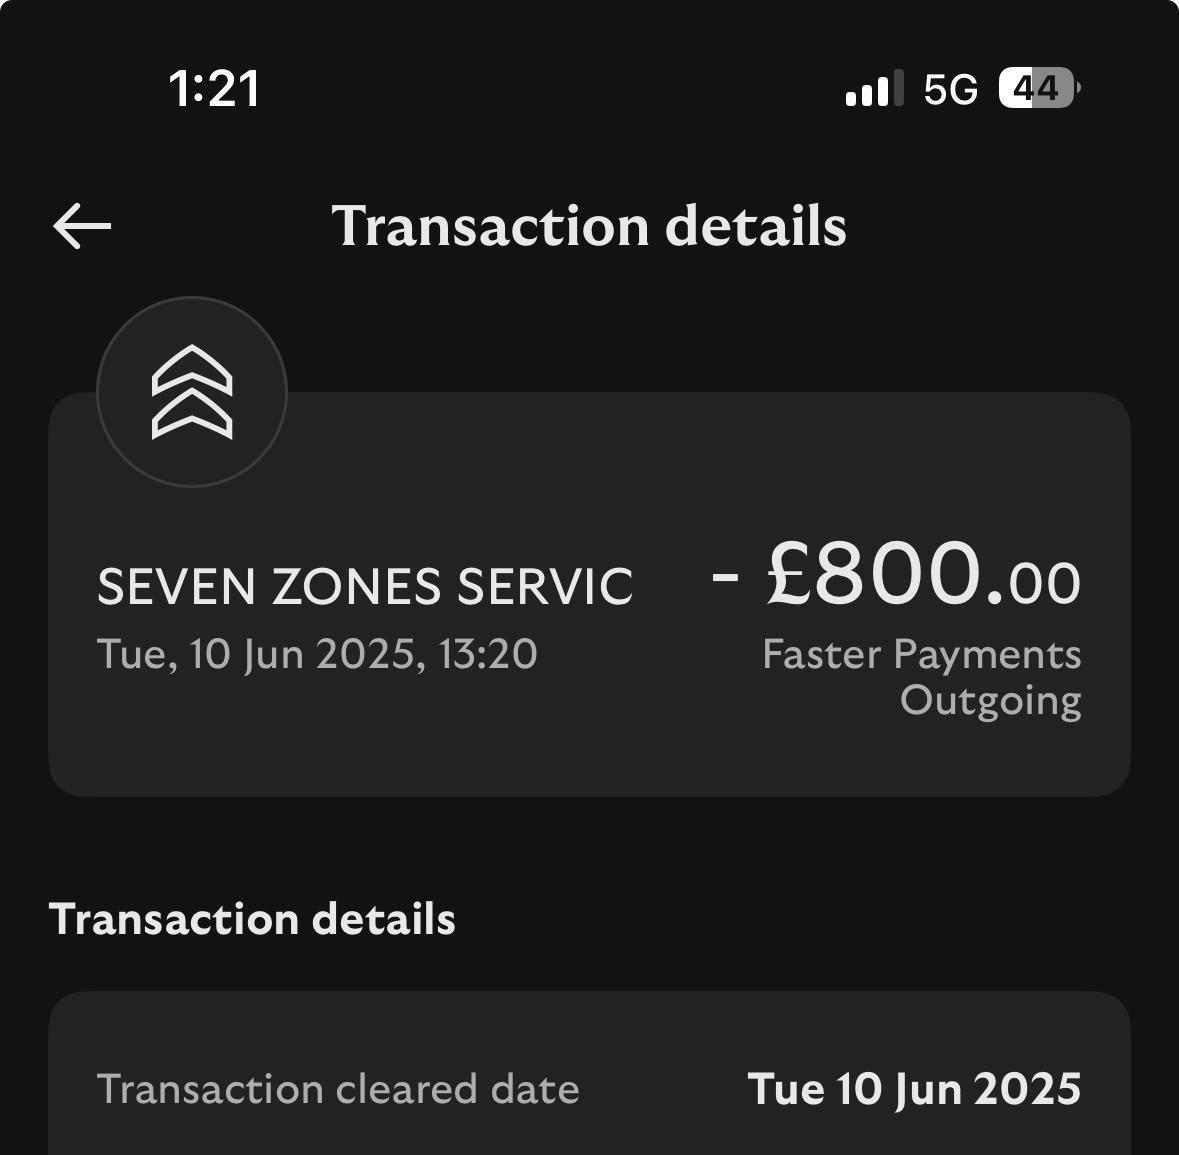 1:21 5G 44
Transaction details
SEVEN ZONES SERVIC - £800.00
Tue, 10 Jun 2025, 13:20 Faster Payments
Outgoing
Transaction details
Transaction cleared date Tue 10 Jun 2025